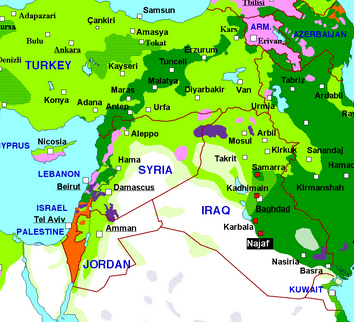 Samsun
Tbilisi
Adapazari
Çankiri
Amasya
Kars
ARM.
AZERBAIJAN
Bulu
Tokat
Ankara
Erzurum
Erivan
Denizli
TURKEY
Kayseri
Tunceli
Malatya
Tabriz
Konya
Maras
Diyarbakir
Van
Ardabil
Adana
Antep
Urfa
Urmia
Aleppo
Mosul
Arbil
CYPRUS
Nicosia
Kirkuk
Sanandaj
Hama
Takrit
SYRIA
Samarra
Hamad
LEBANON
Beirut
Damascus
Kadhimain
Kirmanshah
ISRAEL
IRAQ
Baghdad
Tel Aviv
PALESTINE
Amman
Karbala
Najaf
JORDAN
Nasiria
Basra
KUWAIT